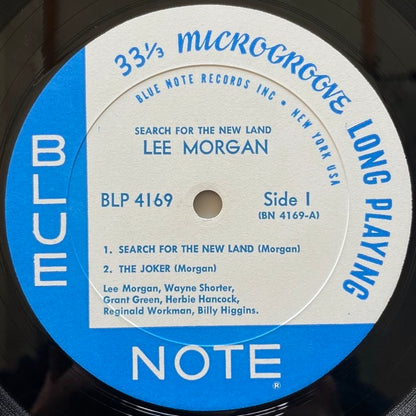 33⅓ MICROGROOVE LONG PLAYING
BLUE NOTE RECORDS INC • NEW YORK USA
SEARCH FOR THE NEW LAND
LEE MORGAN
BLP 4169
Side 1
(BN 4169-A)
1. SEARCH FOR THE NEW LAND (Morgan)
2. THE JOKER (Morgan)
Lee Morgan, Wayne Shorter,
Grant Green, Herbie Hancock,
Reginald Workman, Billy Higgins.
BLUE
NOTE ®